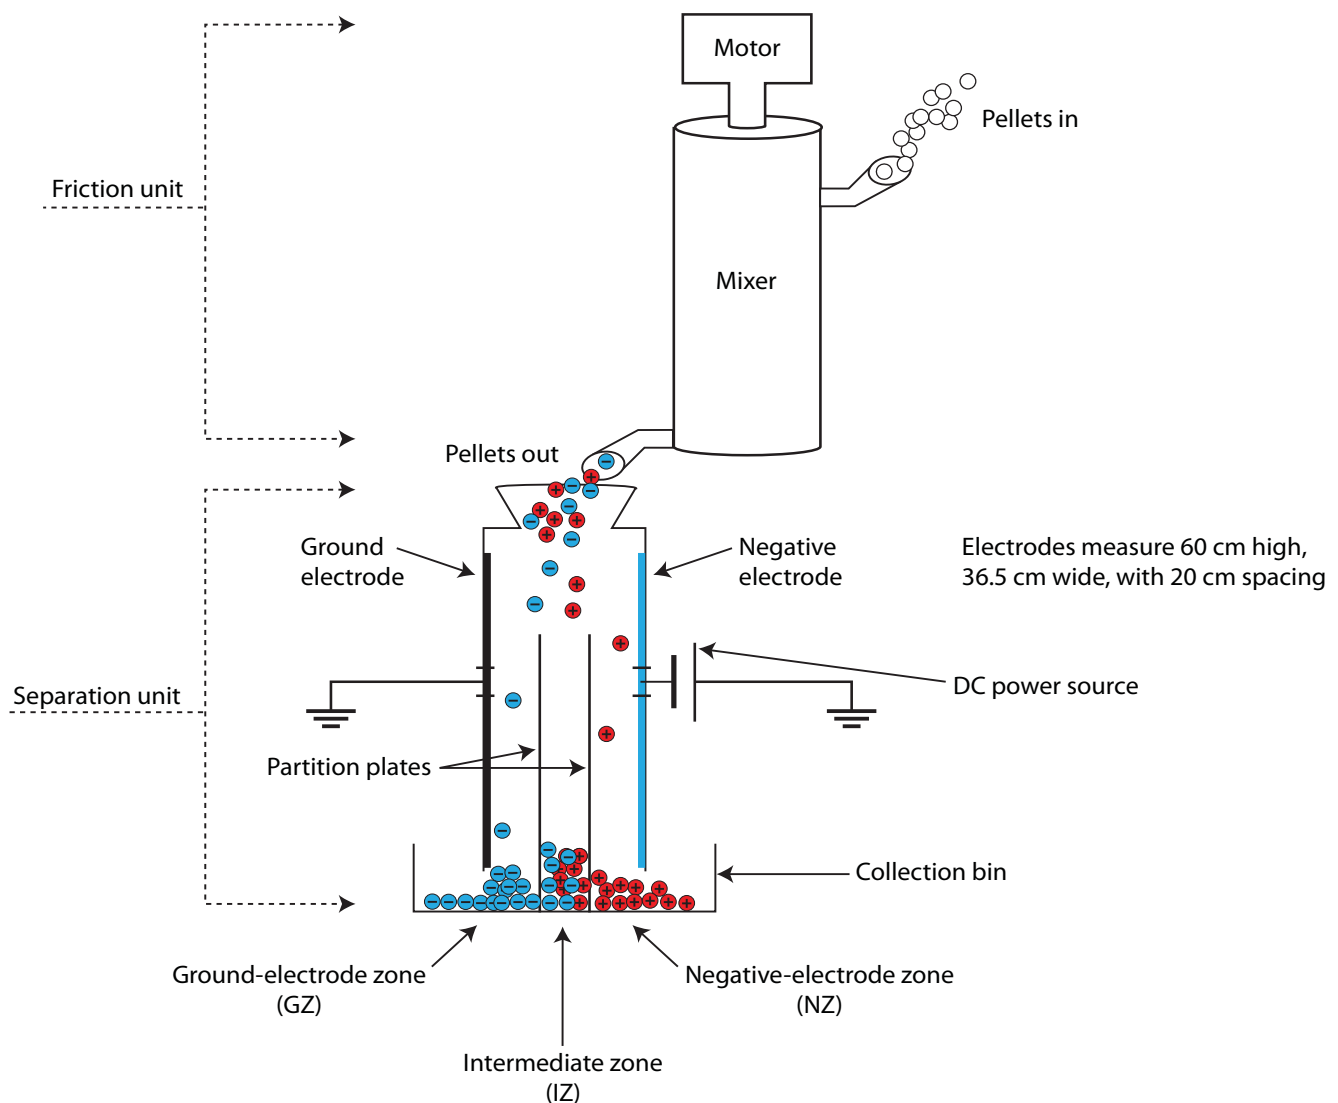 Motor
Pellets in
Friction unit
Mixer
Pellets out
Ground
electrode
Negative
electrode
Electrodes measure 60 cm high,
36.5 cm wide, with 20 cm spacing
Separation unit
DC power source
Partition plates
Collection bin
Ground-electrode zone
(GZ)
Negative-electrode zone
(NZ)
Intermediate zone
(IZ)